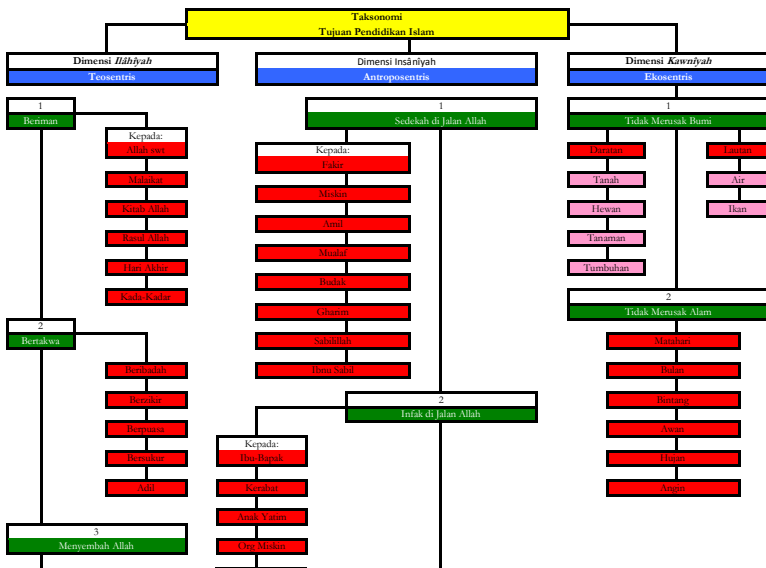 Taksonomi
Tujuan Pendidikan Islam
Dimensi Ilâhîyah
Teosentris
1
Beriman
Kepada:
Allah swt
Malaikat
Kitab Allah
Rasul Allah
Hari Akhir
Kada-Kadar
2
Bertakwa
Beribadah
Berzikir
Berpuasa
Bersukur
Adil
3
Menyembah Allah
Dimensi Insânîyah
Antroposentris
1
Sedekah di Jalan Allah
Kepada:
Fakir
Miskin
Amil
Mualaf
Budak
Gharim
Sabilillah
Ibnu Sabil
2
Infak di Jalan Allah
Kepada:
Ibu-Bapak
Kerabat
Anak Yatim
Org Miskin
Dimensi Kawnîyah
Ekosentris
1
Tidak Merusak Bumi
Daratan
Tanah
Hewan
Tanaman
Tumbuhan
Lautan
Air
Ikan
2
Tidak Merusak Alam
Matahari
Bulan
Bintang
Awan
Hujan
Angin